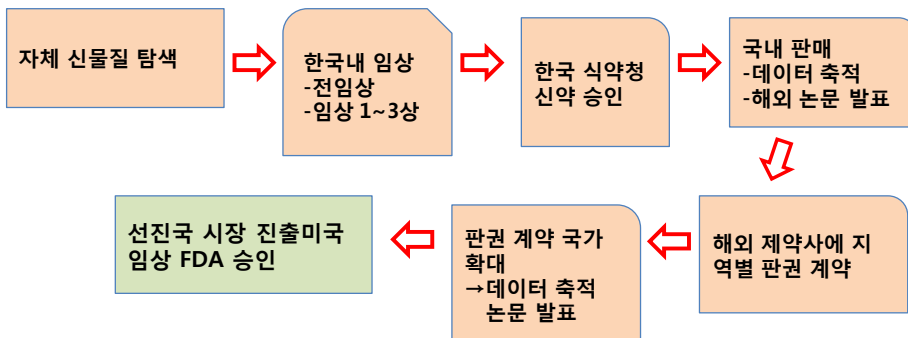 자체 신물질 탐색
한국내 임상
-전임상
-임상 1~3상
한국 식약청
신약 승인
국내 판매
-데이터 축적
-해외 논문 발표
해외 제약사에 지
역별 판권 계약
판권 계약 국가
확대
→데이터 축적
논문 발표
선진국 시장 진출미국
임상 FDA 승인